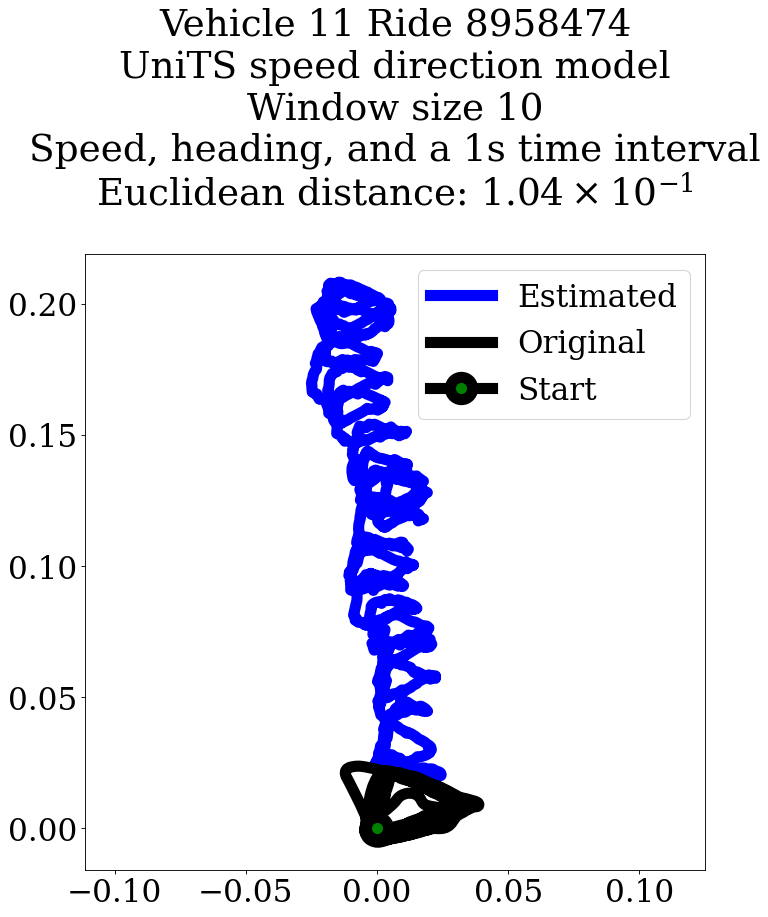 Vehicle 11 Ride 8958474
UniTS speed direction model
Window size 10
Speed, heading, and a 1s time interval
Euclidean distance: 1.04 × 10⁻¹
Estimated
Original
Start
0.20
0.15
0.10
0.05
0.00
−0.10 −0.05 0.00 0.05 0.10